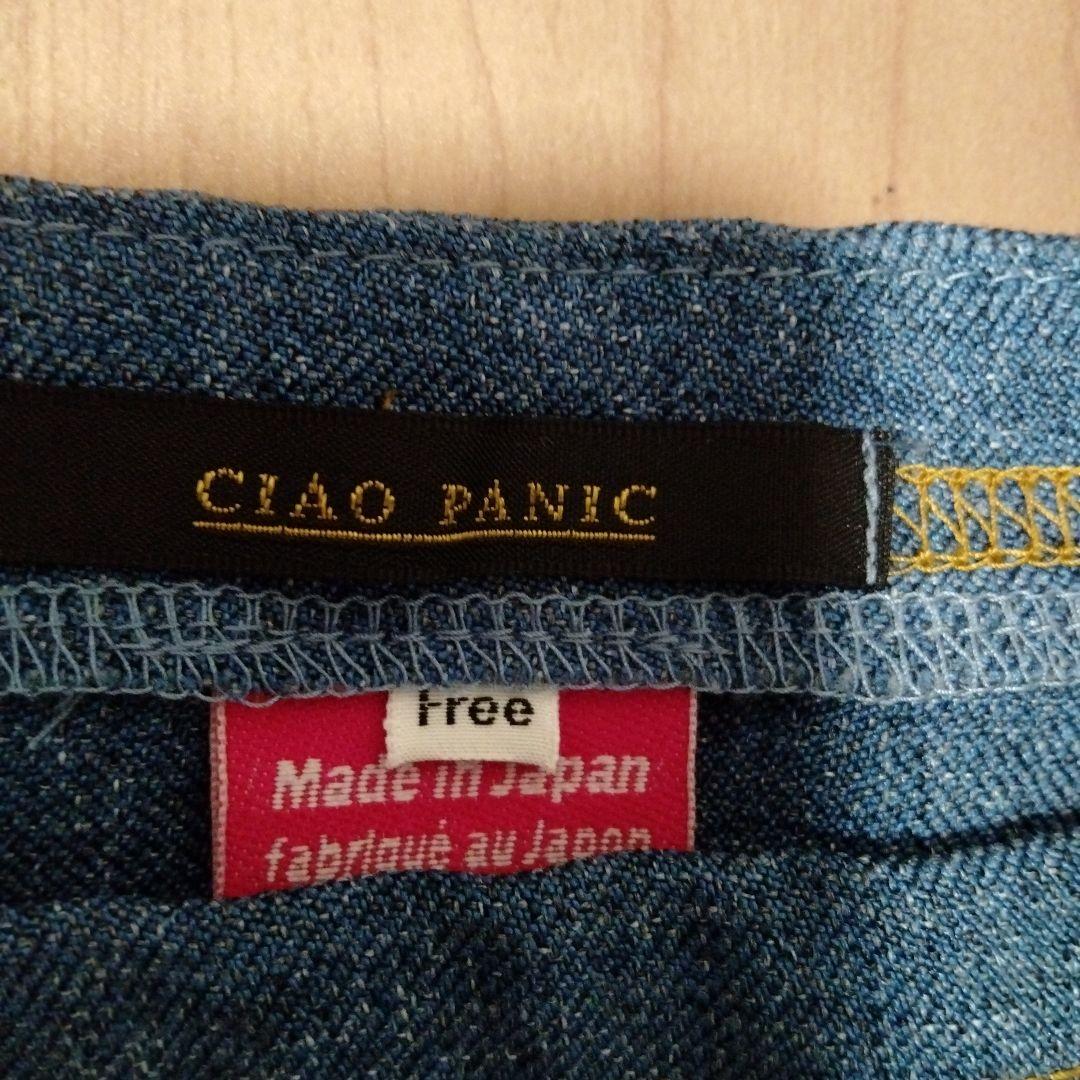 CIAO PANIC
Free
Made in Japan
fabriqué au Japon